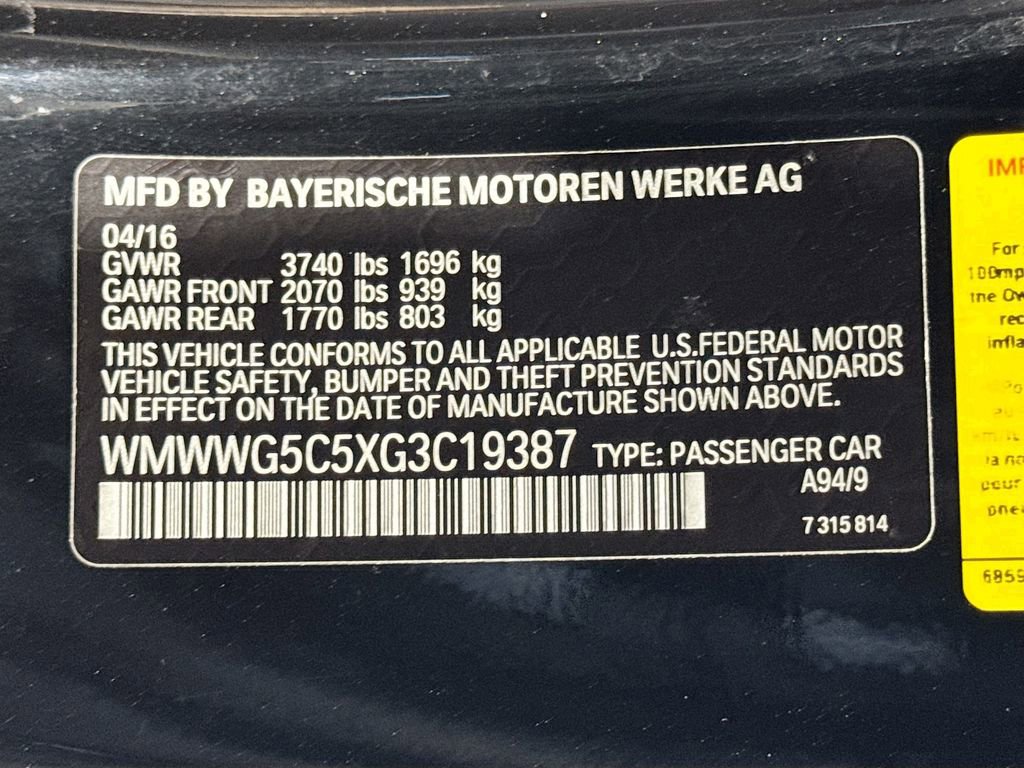 MFD BY BAYERISCHE MOTOREN WERKE AG
04/16
GVWR 3740 lbs 1696 kg
GAWR FRONT 2070 lbs 939 kg
GAWR REAR 1770 lbs 803 kg
THIS VEHICLE CONFORMS TO ALL APPLICABLE U.S.FEDERAL MOTOR
VEHICLE SAFETY, BUMPER AND THEFT PREVENTION STANDARDS
IN EFFECT ON THE DATE OF MANUFACTURE SHOWN ABOVE.
WMWWG5C5XG3C19387 TYPE: PASSENGER CAR
A94/9
7 315 814
For
the